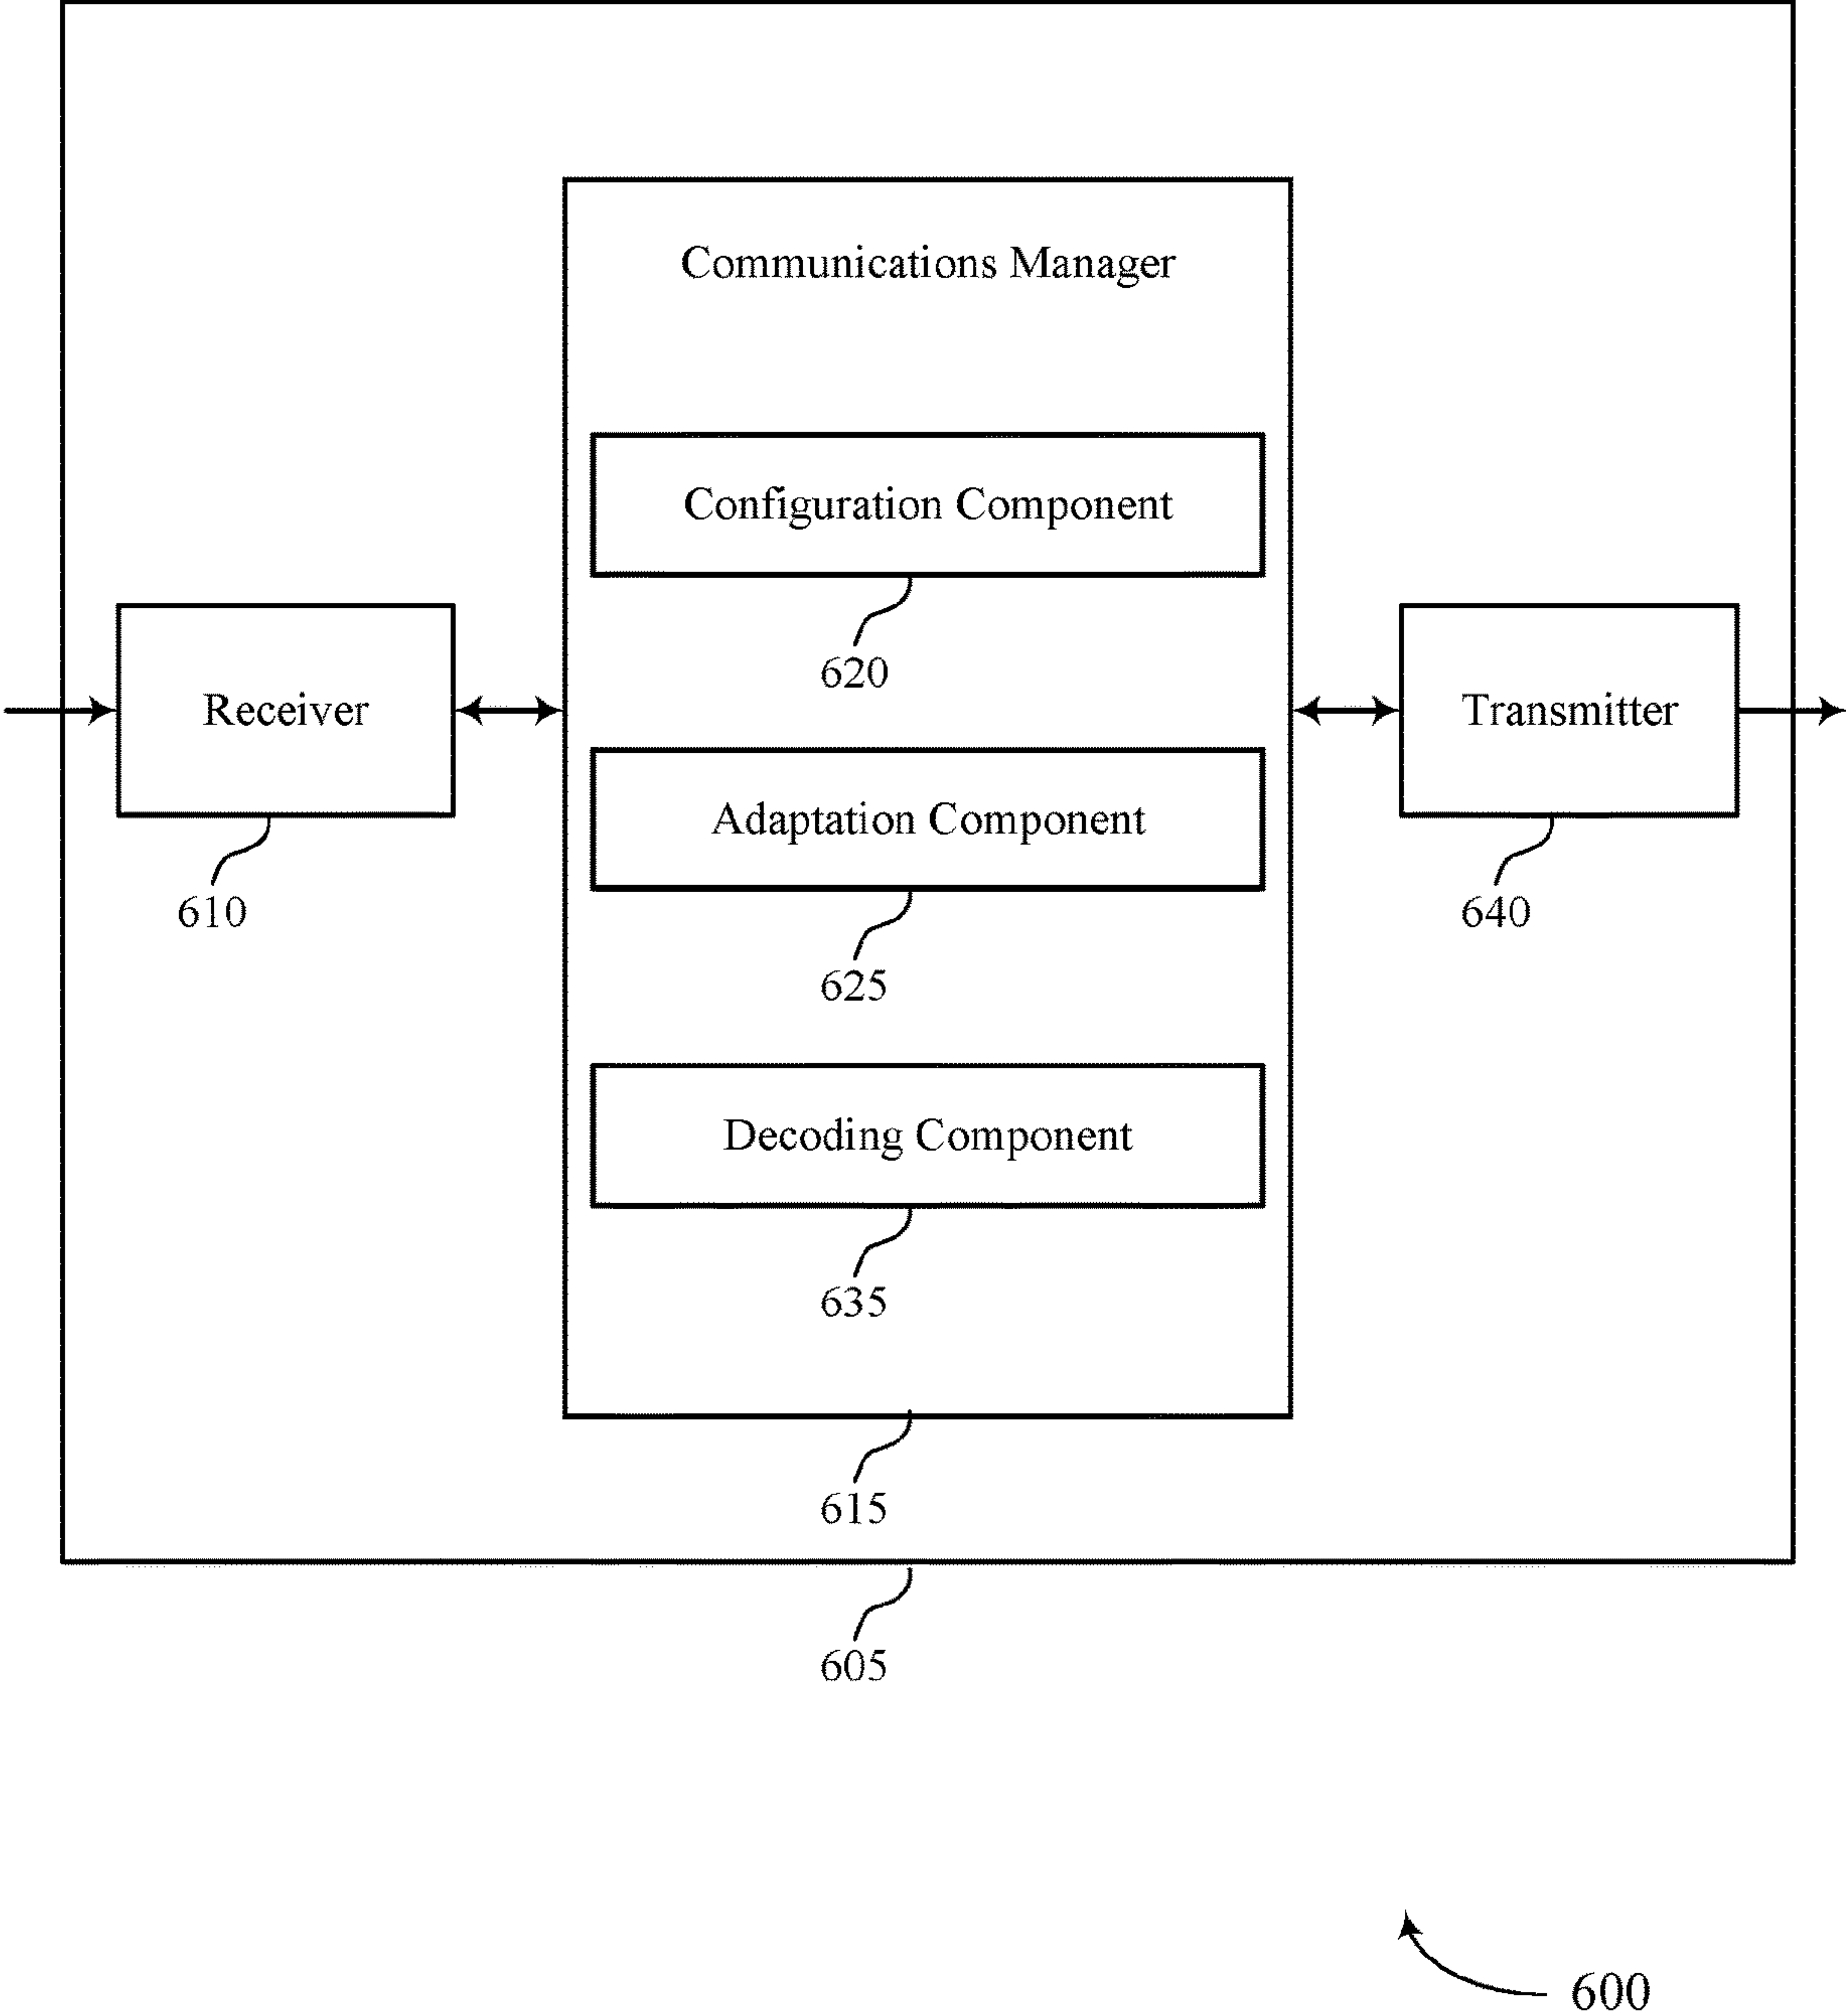 Communications Manager
Configuration Component
620
Receiver
610
Adaptation Component
625
Transmitter
640
Decoding Component
635
615
605
600